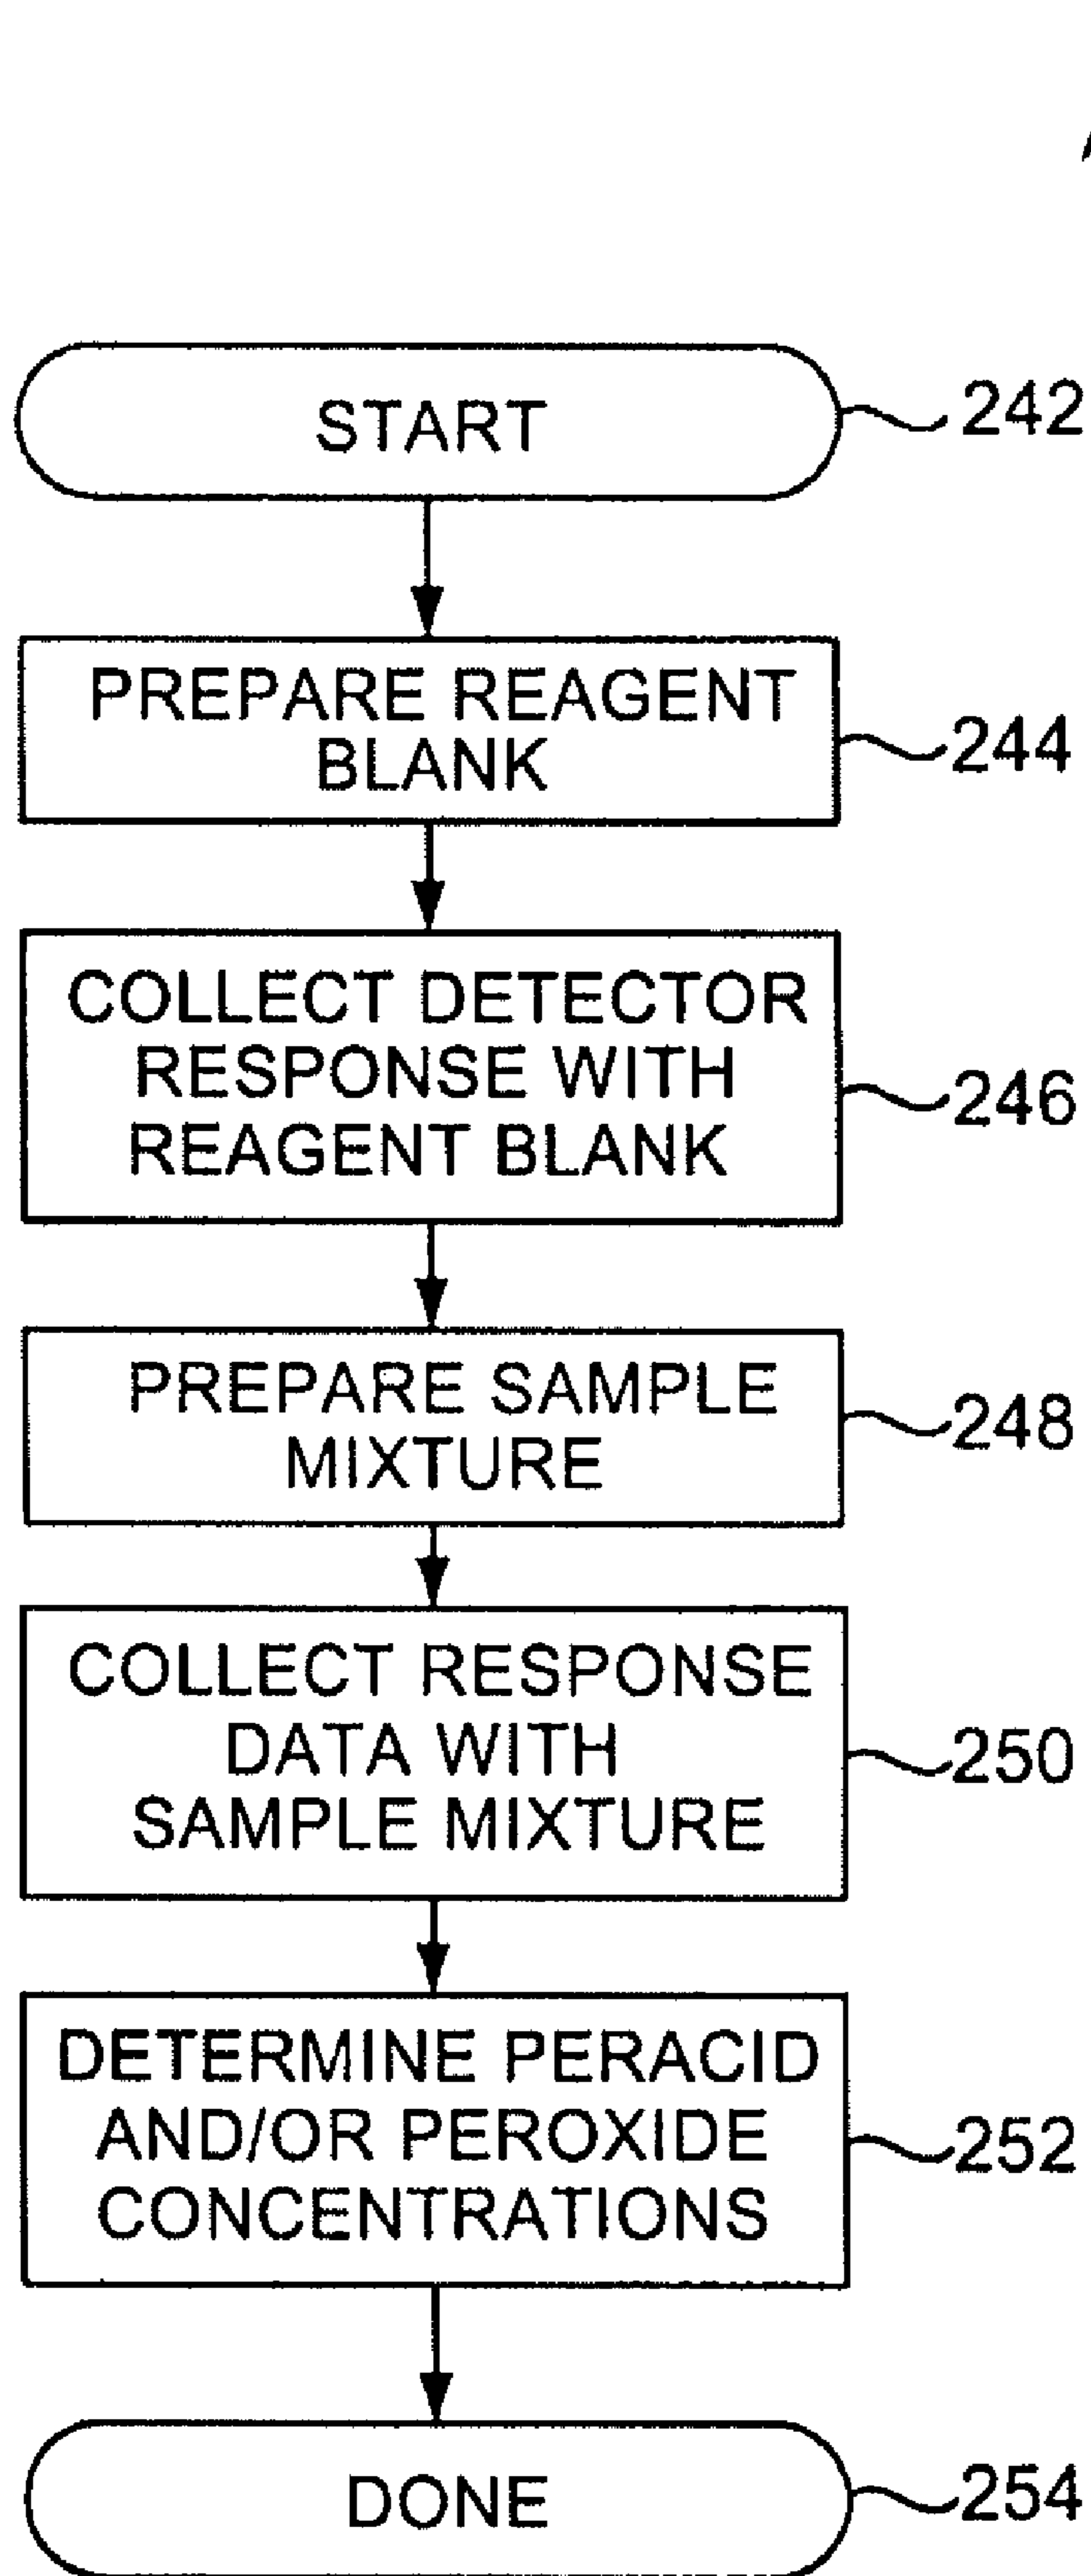 START
242
PREPARE REAGENT
BLANK
244
COLLECT DETECTOR
RESPONSE WITH
REAGENT BLANK
246
PREPARE SAMPLE
MIXTURE
248
COLLECT RESPONSE
DATA WITH
SAMPLE MIXTURE
250
DETERMINE PERACID
AND/OR PEROXIDE
CONCENTRATIONS
252
DONE
254